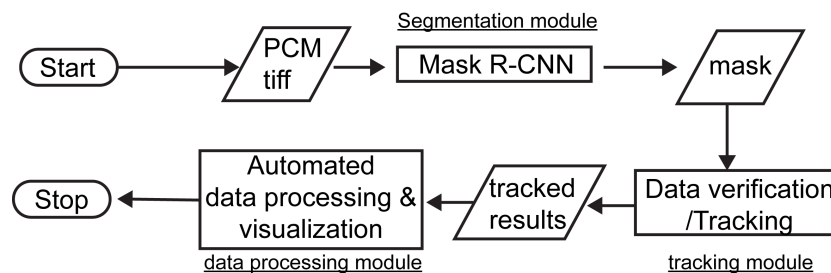 Segmentation module
Start
PCM
tiff
Mask R-CNN
mask
Data verification
/Tracking
tracking module
tracked
results
Automated
data processing &
visualization
data processing module
Stop